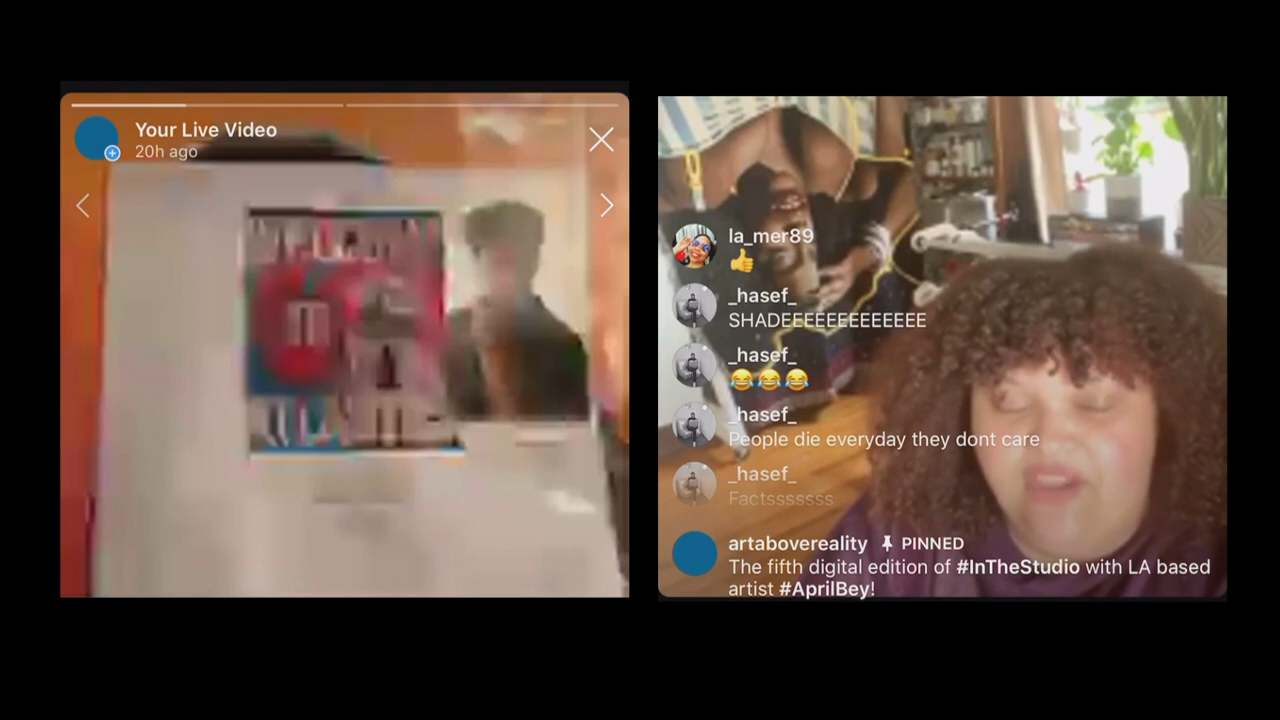 Your Live Video
20h ago
la_mer89
👍
_hasef_
SHADEEEEEEEEEEEEE
_hasef_
😂😂😂
_hasef_
People die everyday they dont care
_hasef_
Factsssssss
artabovereality 📌 PINNED
The fifth digital edition of #InTheStudio with LA based
artist #AprilBey!